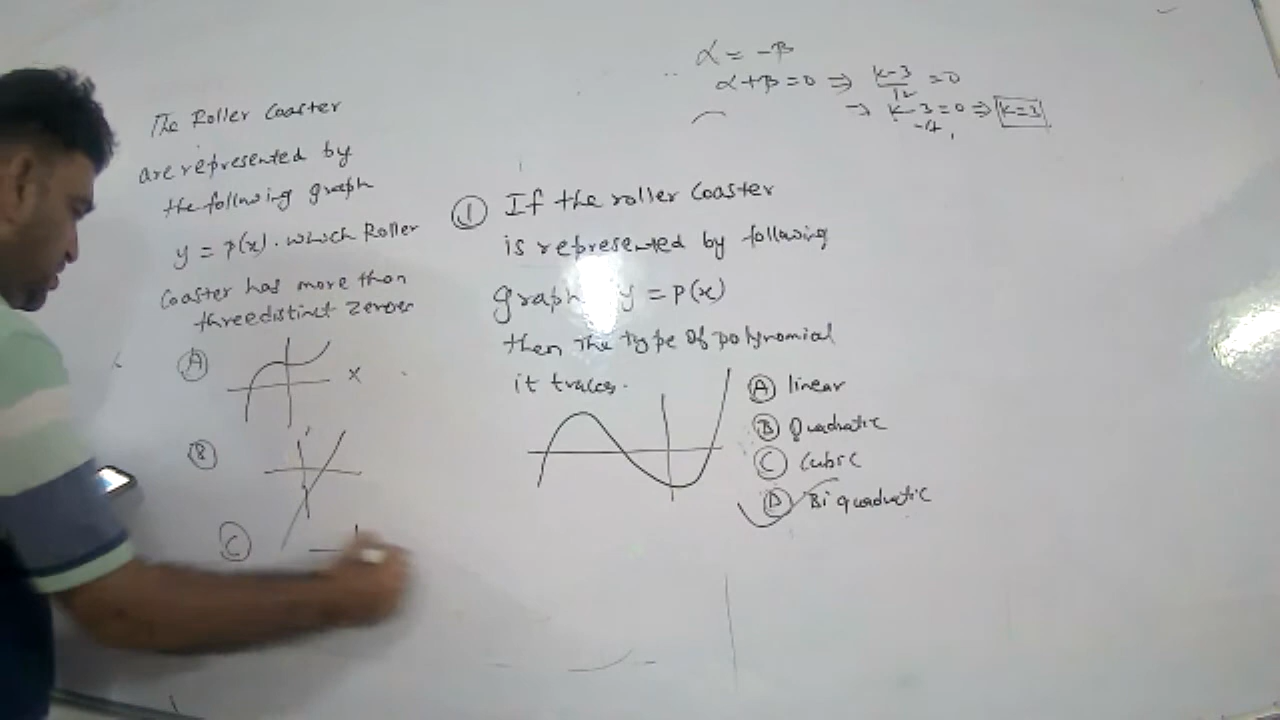 α = -β
α+β=0 ⇒ k-3/12 =0
→ k-3=0 ⇒ k=3
-4
The Roller Coaster
are represented by
the following graph
y = p(x). which Roller
Coaster has more than
three distinct zeroes
A
x
B
C
① If the roller Coaster
is represented by following
graph y = p(x)
then the type of polynomial
it traces.
A linear
B Quadratic
C Cubic
D Bi quadratic